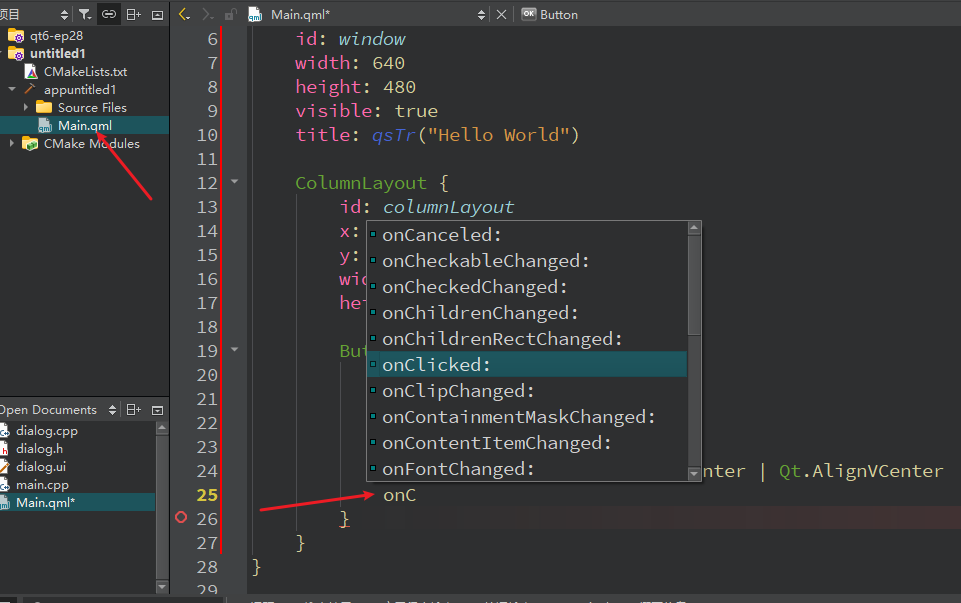 项目
Main.qml*
Button
qt6-ep28
untitled1
CMakeLists.txt
appuntitled1
Source Files
Main.qml
CMake Modules
6 id: window
7 width: 640
8 height: 480
9 visible: true
10 title: qsTr("Hello World")
11
12 ColumnLayout {
13 id: columnLayout
14 x:
15 y:
16
17
18
19
20
21
22
23
24 Qt.AlignVCenter
25 onC
26 }
27 }
28 }
29
onCanceled:
onCheckableChanged:
onCheckedChanged:
onChildrenChanged:
onChildrenRectChanged:
onClicked:
onClipChanged:
onContainmentMaskChanged:
onContentItemChanged:
onFontChanged:
Open Documents
dialog.cpp
dialog.h
dialog.ui
main.cpp
Main.qml*